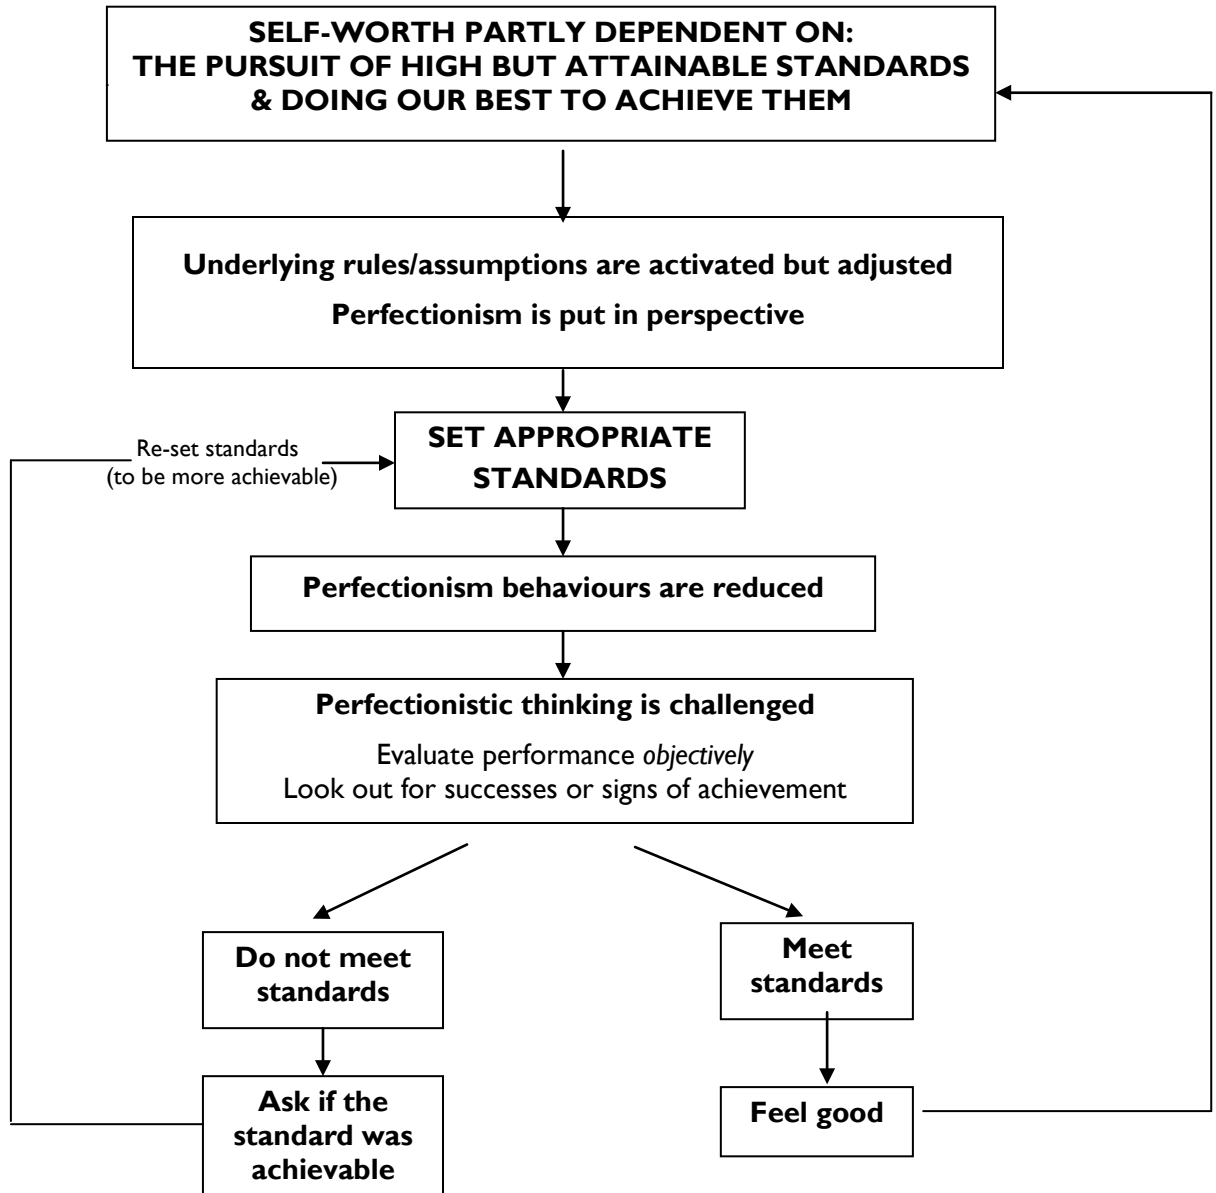 SELF-WORTH PARTLY DEPENDENT ON:
THE PURSUIT OF HIGH BUT ATTAINABLE STANDARDS
& DOING OUR BEST TO ACHIEVE THEM
Underlying rules/assumptions are activated but adjusted
Perfectionism is put in perspective
Re-set standards
(to be more achievable)
SET APPROPRIATE
STANDARDS
Perfectionism behaviours are reduced
Perfectionistic thinking is challenged
Evaluate performance objectively
Look out for successes or signs of achievement
Do not meet
standards
Meet
standards
Ask if the
standard was
achievable
Feel good